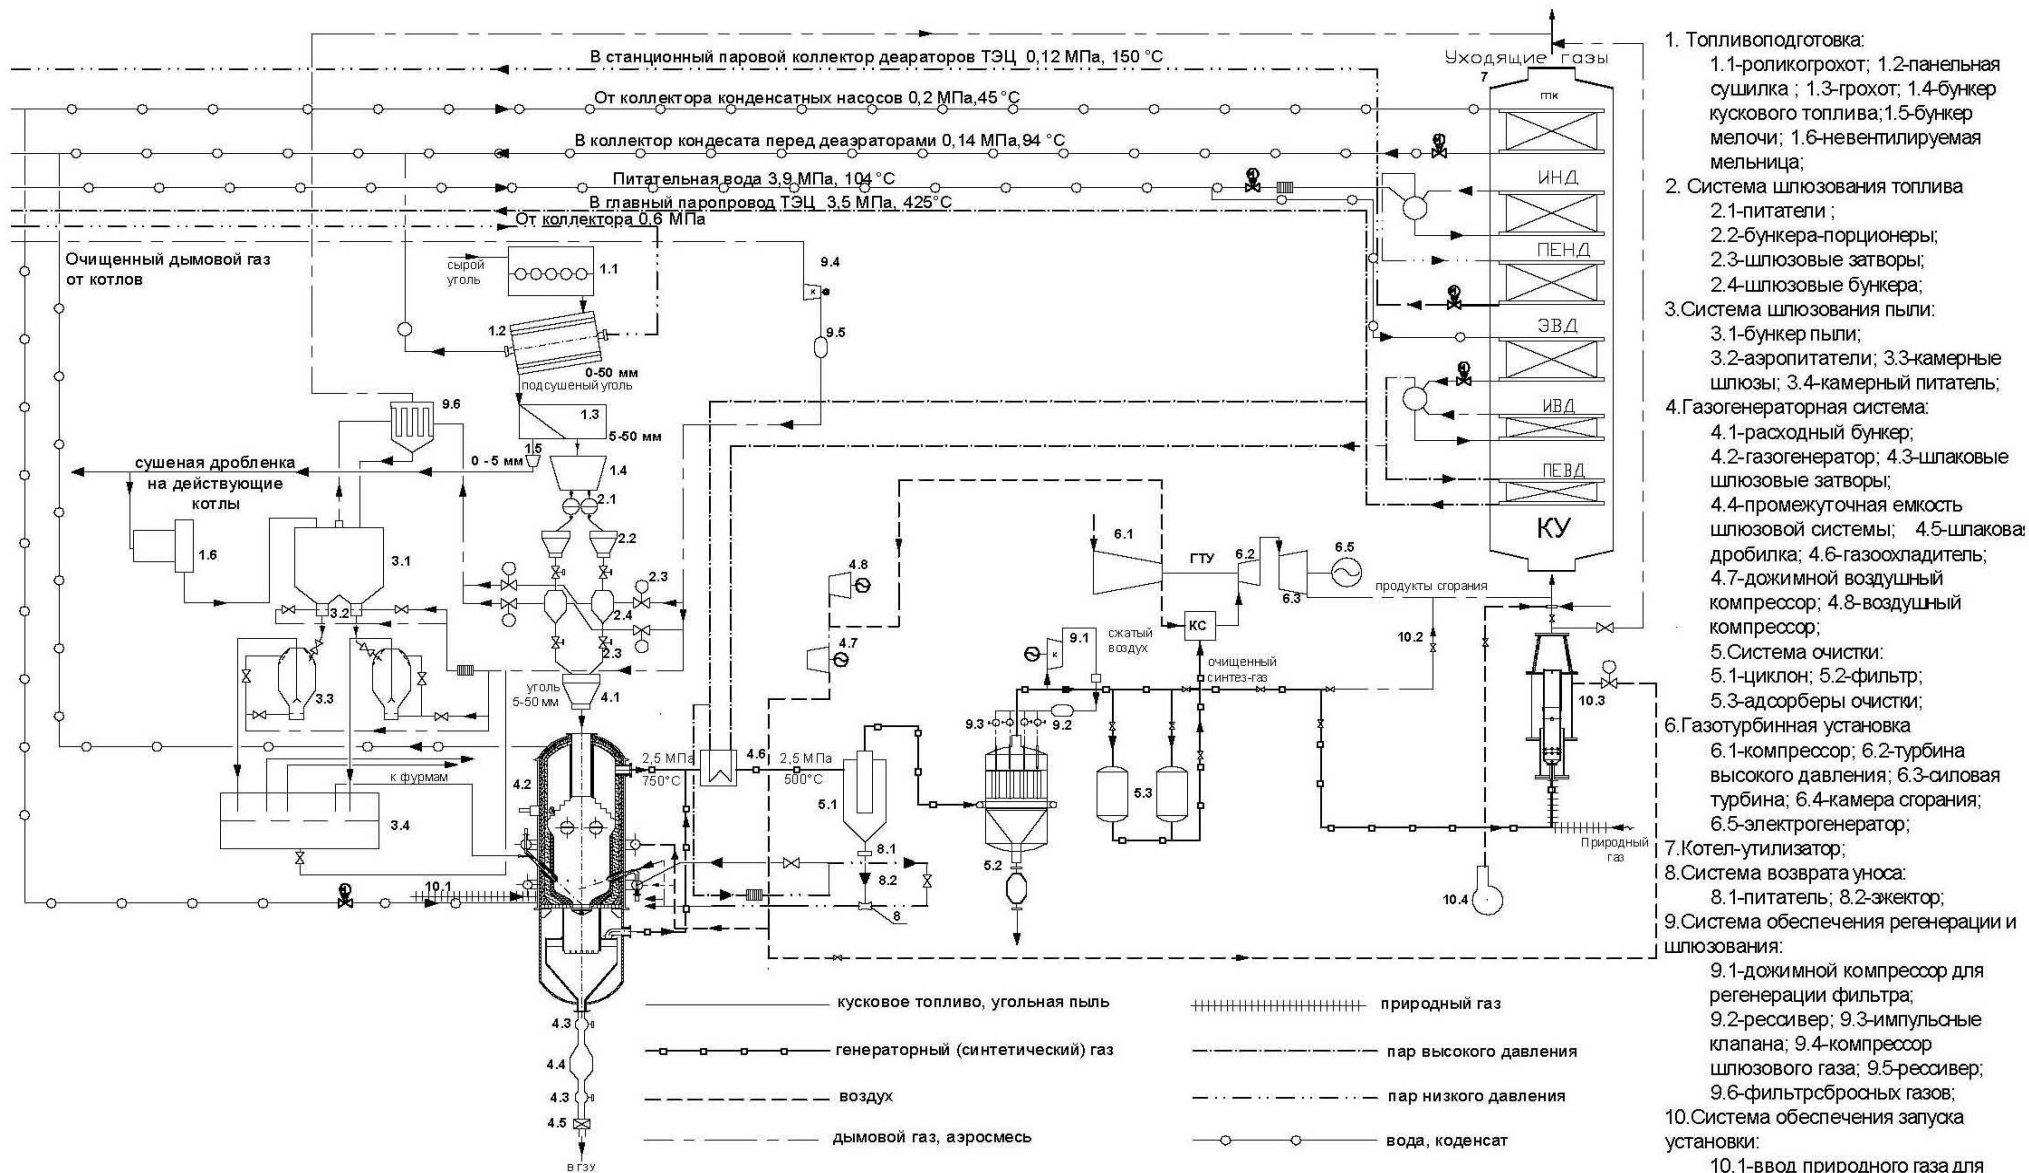 В станционный паровой коллектор деараторов ТЭЦ 0,12 МПа, 150 °С
От коллектора конденсатных насосов 0,2 МПа,45°С
В коллектор кондесата перед деаэраторами 0,14 МПа,94 °С
Питательная вода 3,9 МПа, 104°С
В главный паропровод ТЭЦ 3,5 МПа, 425°С
От коллектора 0,6 МПа
Очищенный дымовой газ
от котлов
сырой
уголь
1.1
1.2
0-50 мм
подсушеный уголь
1.3
5-50 мм
1.5
0 - 5 мм
1.4
9.4
к
9.5
9.6
сушеная дробленка
на действующие
котлы
1.6
3.1
3.2
3.3
3.4
к фурмам
2.1
2.2
2.3
2.4
2.3
4.1
уголь
5-50 мм
4.2
2,5 МПа
750°С
4.6
2,5 МПа
500°С
4.7
4.8
5.1
8.1
8.2
8
10.1
4.3
4.4
4.3
4.5
в гзу
9.1
к
9.2
9.3
сжатый
воздух
5.2
5.3
очищенный
синтез-газ
КС
6.1
ГТУ
6.2
6.3
6.5
продукты сгорания
10.2
10.3
10.4
Природный
газ
Уходящие газы
7
ГПК
ИНД
ПЕНД
ЭВД
ИВД
ПЕВД
КУ
кусковое топливо, угольная пыль
генераторный (синтетический) газ
воздух
дымовой газ, аэросмесь
природный газ
пар высокого давления
пар низкого давления
вода, коденсат
1. Топливоподготовка:
1.1-роликогрохот; 1.2-панельная
сушилка ; 1.3-грохот; 1.4-бункер
кускового топлива;1.5-бункер
мелочи; 1.6-невентилируемая
мельница;
2. Система шлюзования топлива
2.1-питатели ;
2.2-бункера-порционеры;
2.3-шлюзовые затворы;
2.4-шлюзовые бункера;
3.Система шлюзования пыли:
3.1-бункер пыли;
3.2-аэропитатели; 3.3-камерные
шлюзы; 3.4-камерный питатель;
4.Газогенераторная система:
4.1-расходный бункер;
4.2-газогенератор; 4.3-шлаковые
шлюзовые затворы;
4.4-промежуточная емкость
шлюзовой системы; 4.5-шлаковая
дробилка; 4.6-газоохладитель;
4.7-дожимной воздушный
компрессор; 4.8-воздушный
компрессор;
5.Система очистки:
5.1-циклон; 5.2-фильтр;
5.3-адсорберы очистки;
6.Газотурбинная установка
6.1-компрессор; 6.2-турбина
высокого давления; 6.3-силовая
турбина; 6.4-камера сгорания;
6.5-электрогенератор;
7.Котел-утилизатор;
8.Система возврата уноса:
8.1-питатель; 8.2-эжектор;
9.Система обеспечения регенерации и
шлюзования:
9.1-дожимной компрессор для
регенерации фильтра;
9.2-рессивер; 9.3-импульсные
клапана; 9.4-компрессор
шлюзового газа; 9.5-рессивер;
9.6-фильтрсбросных газов;
10.Система обеспечения запуска
установки:
10.1-ввод природного газа для